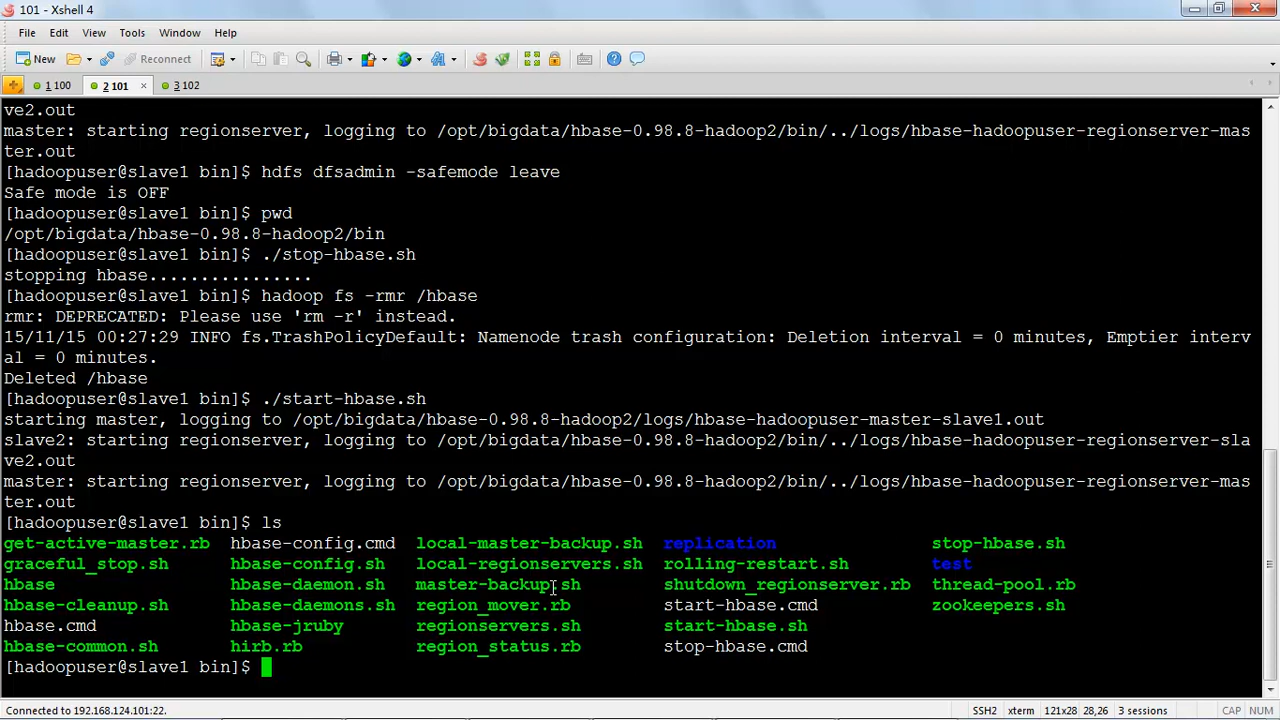 101 - Xshell 4
File Edit View Tools Window Help
New Reconnect
1 100 2 101 3 102
ve2.out
master: starting regionserver, logging to /opt/bigdata/hbase-0.98.8-hadoop2/bin/../logs/hbase-hadoopuser-regionserver-mas
ter.out
[hadoopuser@slave1 bin]$ hdfs dfsadmin -safemode leave
Safe mode is OFF
[hadoopuser@slave1 bin]$ pwd
/opt/bigdata/hbase-0.98.8-hadoop2/bin
[hadoopuser@slave1 bin]$ ./stop-hbase.sh
stopping hbase................
[hadoopuser@slave1 bin]$ hadoop fs -rmr /hbase
rmr: DEPRECATED: Please use 'rm -r' instead.
15/11/15 00:27:29 INFO fs.TrashPolicyDefault: Namenode trash configuration: Deletion interval = 0 minutes, Emptier interv
al = 0 minutes.
Deleted /hbase
[hadoopuser@slave1 bin]$ ./start-hbase.sh
starting master, logging to /opt/bigdata/hbase-0.98.8-hadoop2/logs/hbase-hadoopuser-master-slave1.out
slave2: starting regionserver, logging to /opt/bigdata/hbase-0.98.8-hadoop2/bin/../logs/hbase-hadoopuser-regionserver-sla
ve2.out
master: starting regionserver, logging to /opt/bigdata/hbase-0.98.8-hadoop2/bin/../logs/hbase-hadoopuser-regionserver-mas
ter.out
[hadoopuser@slave1 bin]$ ls
get-active-master.rb hbase-config.cmd local-master-backup.sh replication stop-hbase.sh
graceful_stop.sh hbase-config.sh local-regionservers.sh rolling-restart.sh test
hbase hbase-daemon.sh master-backup.sh shutdown_regionserver.rb thread-pool.rb
hbase-cleanup.sh hbase-daemons.sh region_mover.rb start-hbase.cmd zookeepers.sh
hbase.cmd hbase-jruby regionservers.sh start-hbase.sh
hbase-common.sh hirb.rb region_status.rb stop-hbase.cmd
[hadoopuser@slave1 bin]$
Connected to 192.168.124.101:22. SSH2 xterm 121x28 28,26 3 sessions CAP NUM